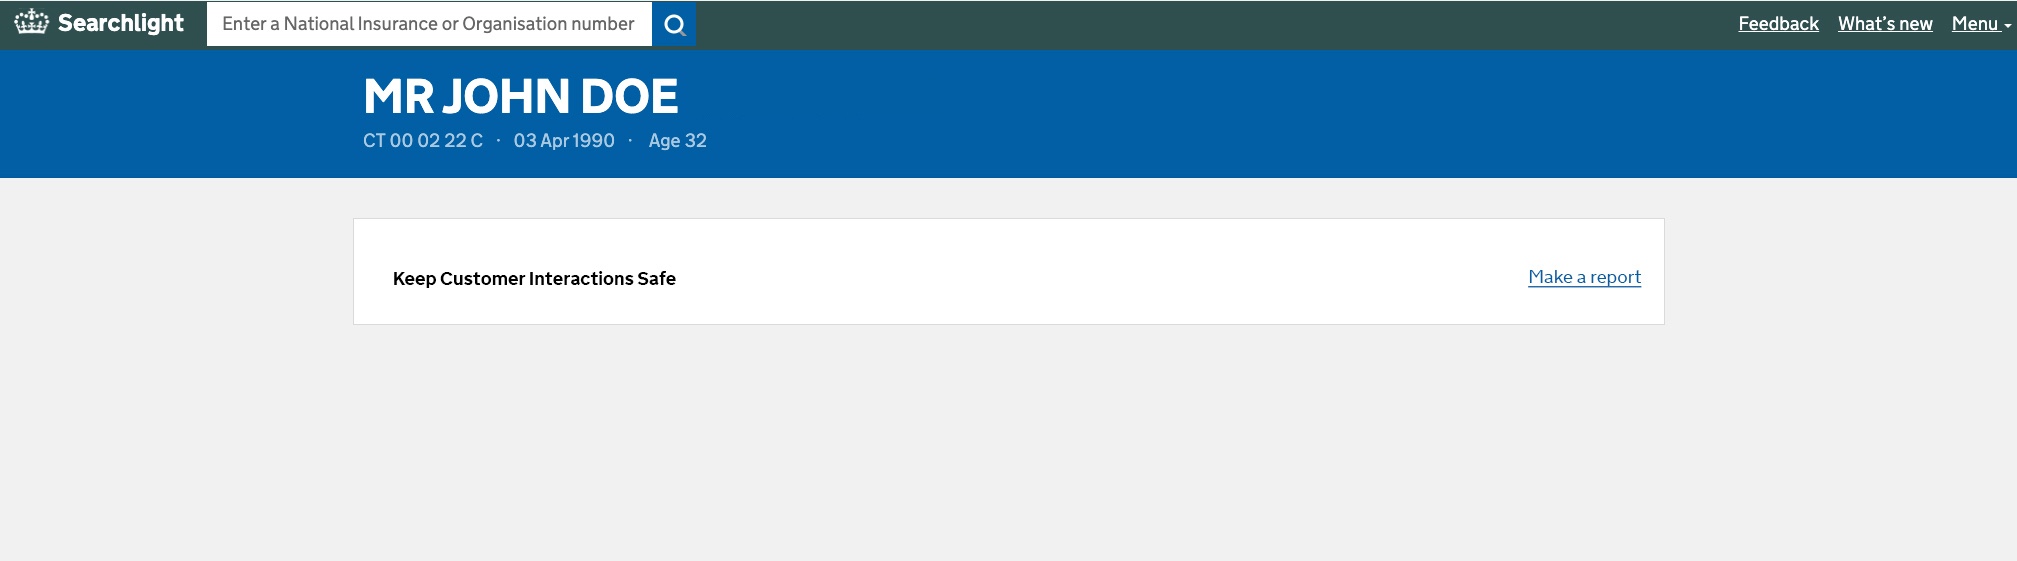 Searchlight
Enter a National Insurance or Organisation number
Feedback What's new Menu
MR JOHN DOE
CT 00 02 22 C · 03 Apr 1990 · Age 32
Keep Customer Interactions Safe
Make a report